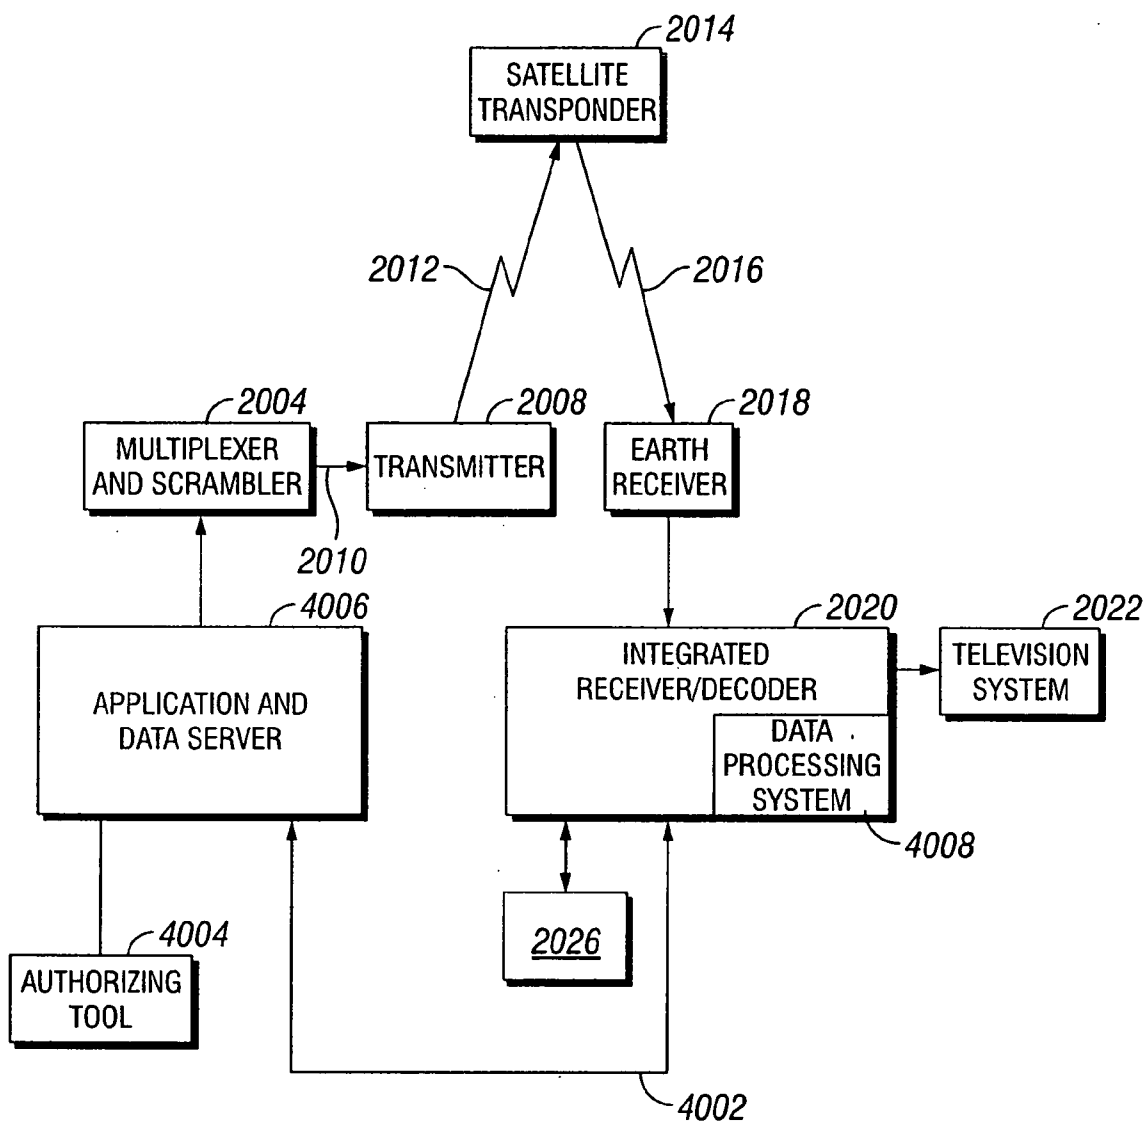 2014
SATELLITE
TRANSPONDER
2012
2016
2004
MULTIPLEXER
AND SCRAMBLER
2008
TRANSMITTER
2018
EARTH
RECEIVER
2010
4006
APPLICATION AND
DATA SERVER
2020
INTEGRATED
RECEIVER/DECODER
2022
TELEVISION
SYSTEM
DATA
PROCESSING
SYSTEM
4008
2026
4004
AUTHORIZING
TOOL
4002